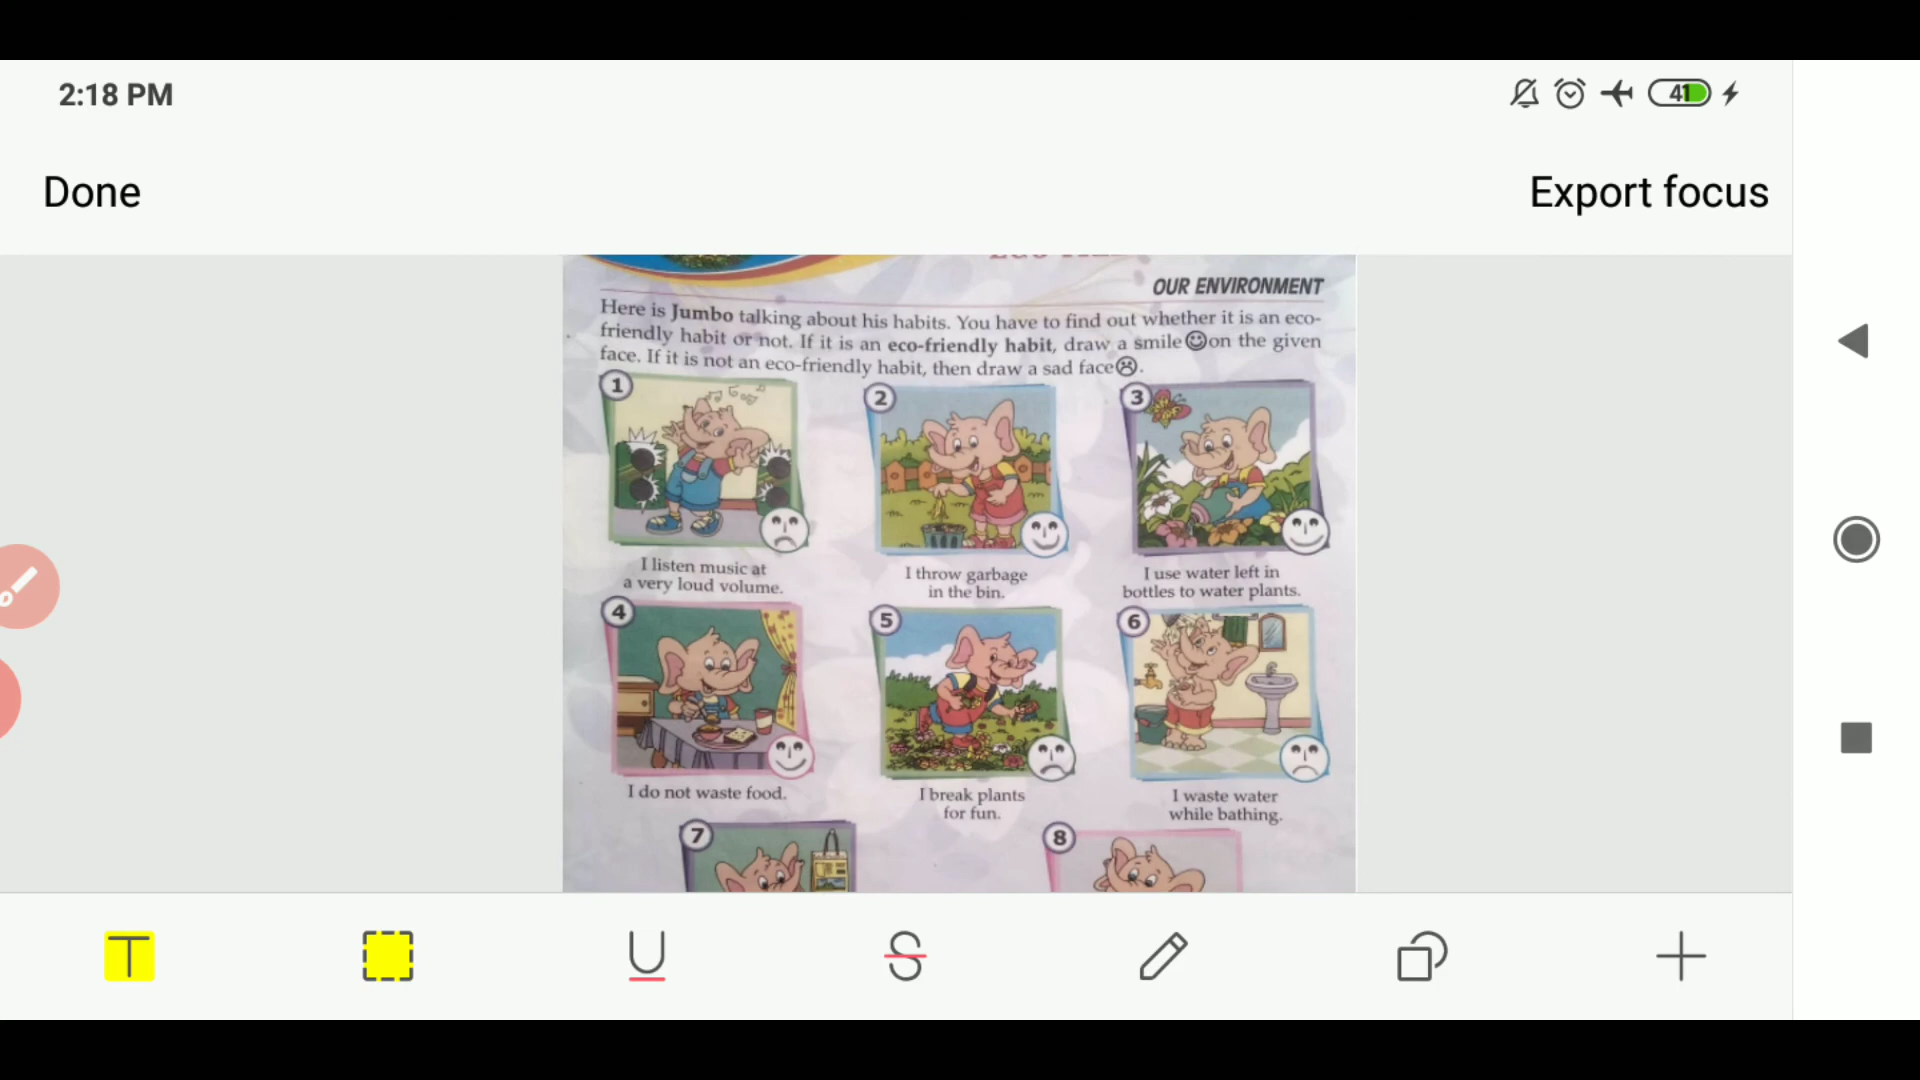 2:18 PM
41
Done
Export focus
OUR ENVIRONMENT
Here is Jumbo talking about his habits. You have to find out whether it is an eco-
friendly habit or not. If it is an eco-friendly habit, draw a smile on the given
face. If it is not an eco-friendly habit, then draw a sad face .
1
2
3
I listen music at
a very loud volume.
I throw garbage
in the bin.
I use water left in
bottles to water plants.
4
5
6
I do not waste food.
I break plants
for fun.
I waste water
while bathing.
7
8
T
U
S